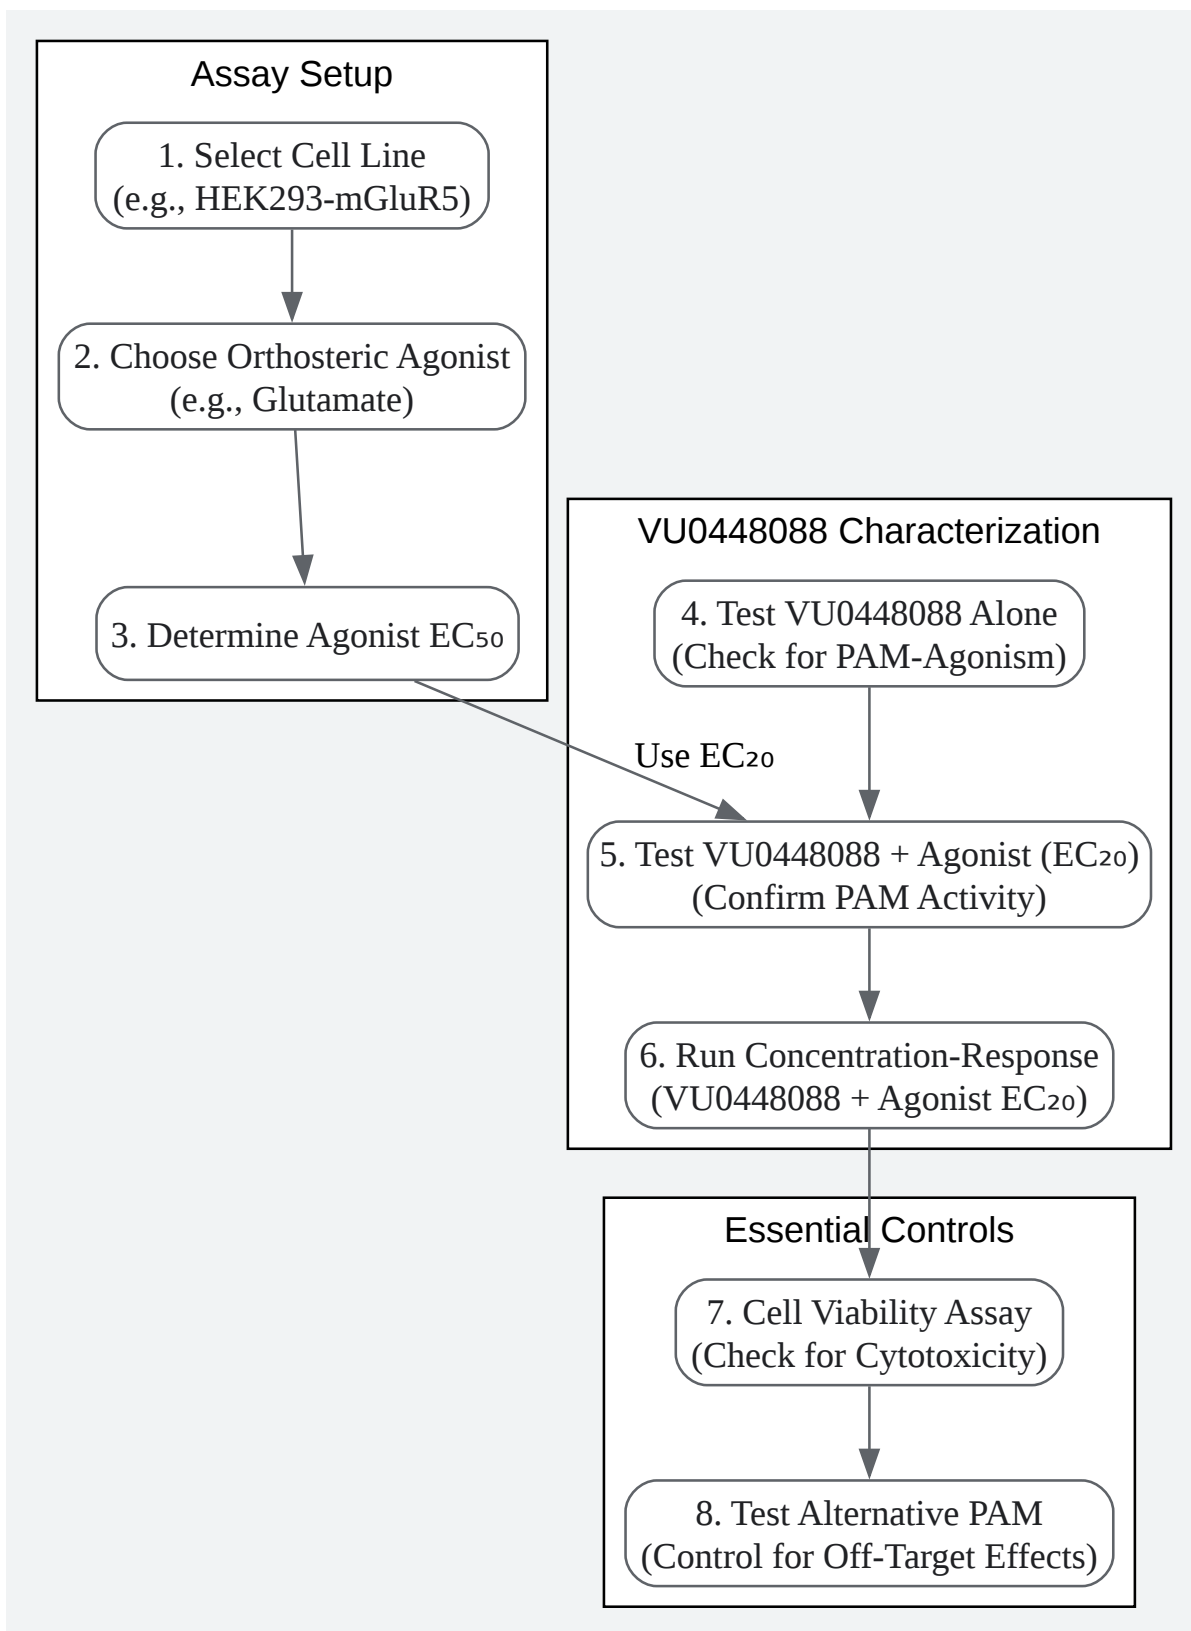 Assay Setup
1. Select Cell Line
(e.g., HEK293-mGluR5)
2. Choose Orthosteric Agonist
(e.g., Glutamate)
3. Determine Agonist EC₅₀
VU0448088 Characterization
4. Test VU0448088 Alone
(Check for PAM-Agonism)
Use EC₂₀
5. Test VU0448088 + Agonist (EC₂₀)
(Confirm PAM Activity)
6. Run Concentration-Response
(VU0448088 + Agonist EC₂₀)
Essential Controls
7. Cell Viability Assay
(Check for Cytotoxicity)
8. Test Alternative PAM
(Control for Off-Target Effects)